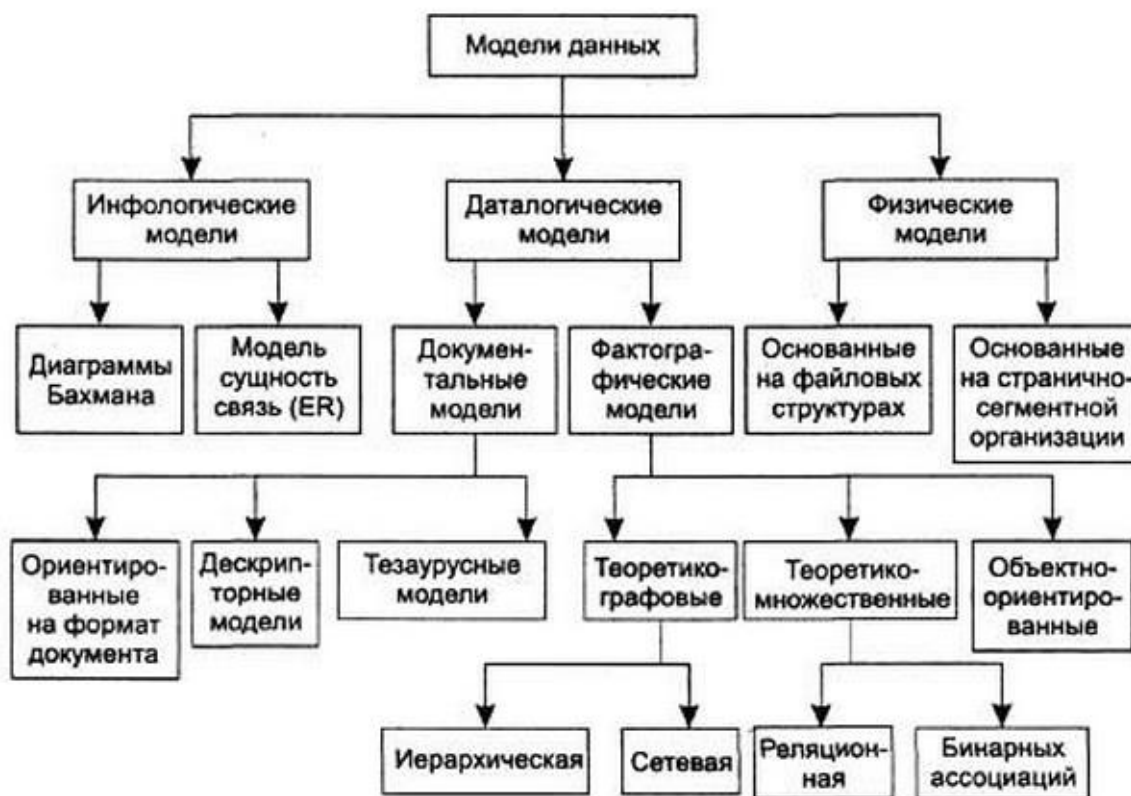 Модели данных
Инфологические
модели
Даталогические
модели
Физические
модели
Диаграммы
Бахмана
Модель
сущность
связь (ER)
Докумен-
тальные
модели
Фактогра-
фические
модели
Основанные
на файловых
структурах
Основанные
на странично-
сегментной
организации
Ориентиро-
ванные
на формат
документа
Дескрип-
торные
модели
Тезаурусные
модели
Теоретико-
графовые
Теоретико-
множественные
Объектно-
ориентиро-
ванные
Иерархическая
Сетевая
Реляцион-
ная
Бинарных
ассоциаций